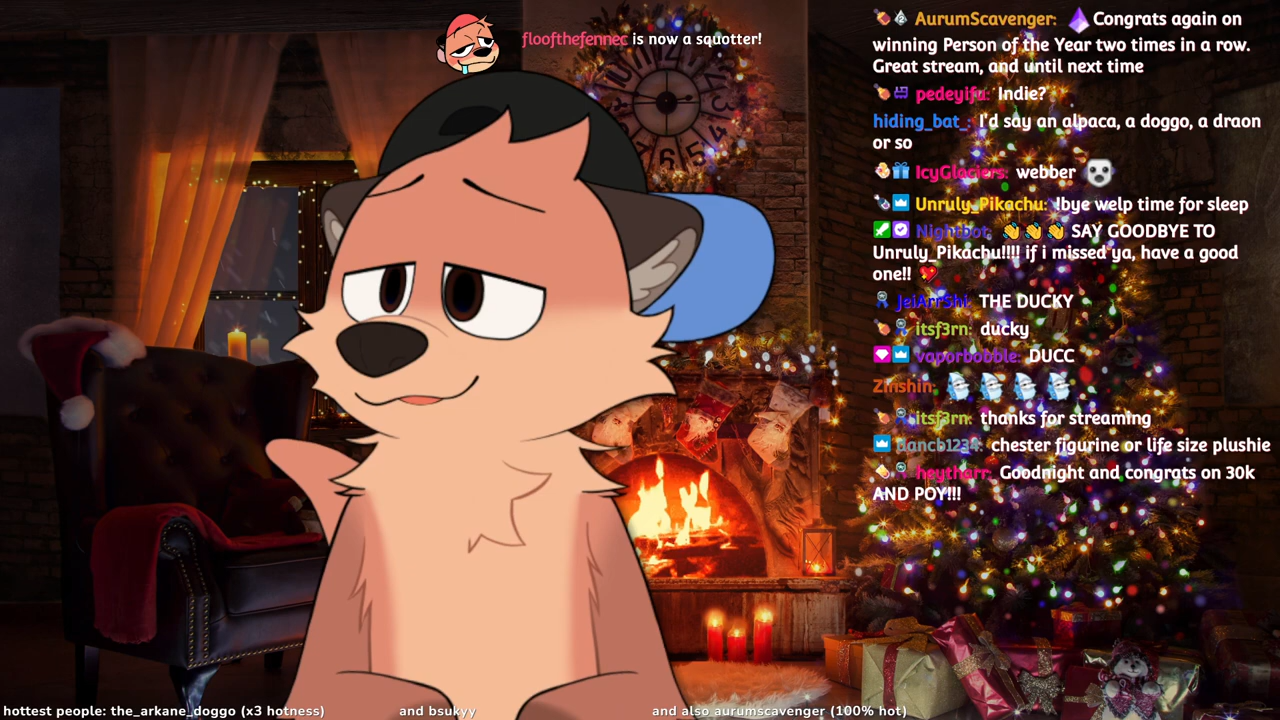 floofthefennec is now a squotter!
AurumScavenger: Congrats again on
winning Person of the Year two times in a row.
Great stream, and until next time
pedeyifu: Indie?
hiding_bat_: I'd say an alpaca, a doggo, a draon
or so
IcyGlaciers: webber
Unruly_Pikachu: !bye welp time for sleep
Nightbot: 👋👋👋 SAY GOODBYE TO
Unruly_Pikachu!!!! if i missed ya, have a good
one!! 💖
JeiArrShi: THE DUCKY
itsf3rn: ducky
vaporbobble: DUCC
Zinshin:
itsf3rn: thanks for streaming
dancb1234: chester figurine or life size plushie
heytharr: Goodnight and congrats on 30k
AND POY!!!
hottest people: the_arkane_doggo (x3 hotness) and bsukyy and also aurumscavenger (100% hot)